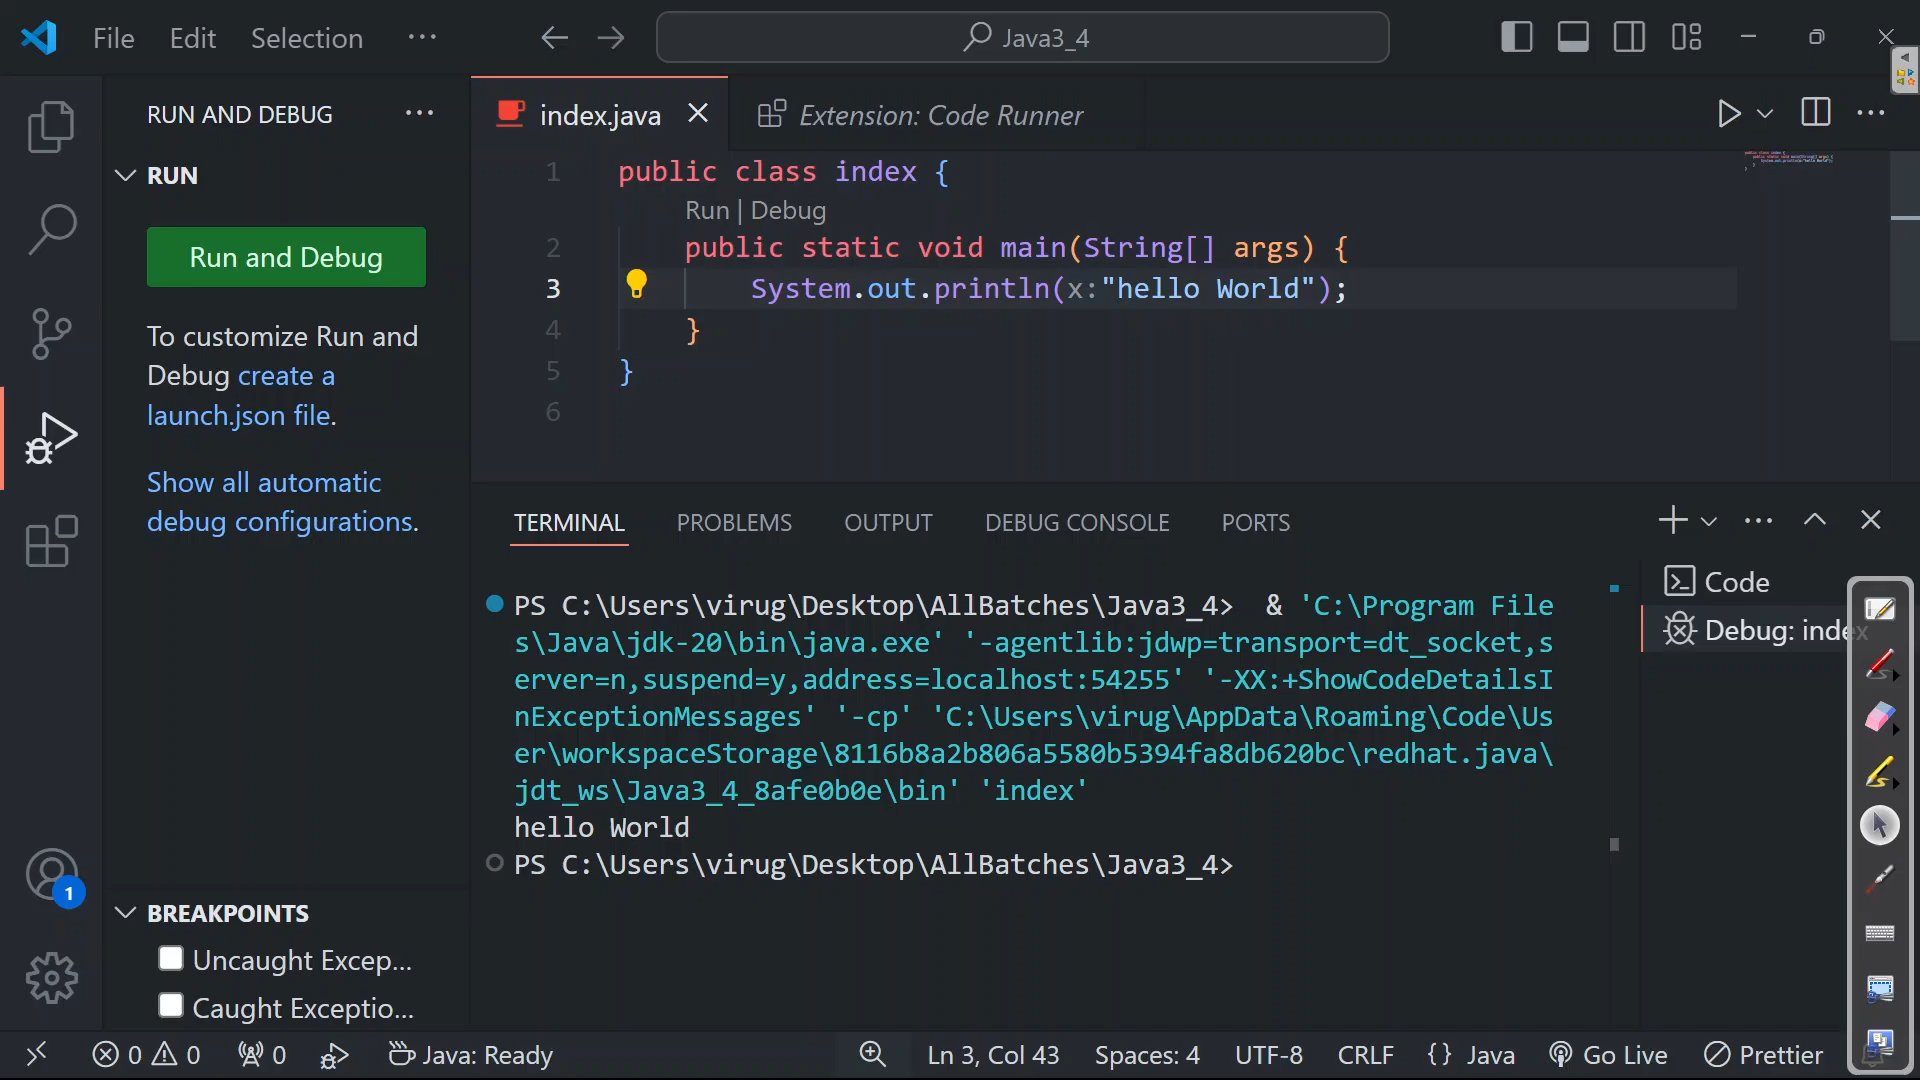 File Edit Selection ···
Java3_4
RUN AND DEBUG ···
RUN
Run and Debug
To customize Run and
Debug create a
launch.json file.
Show all automatic
debug configurations.
BREAKPOINTS
Uncaught Excep...
Caught Exceptio...
index.java
Extension: Code Runner
1 public class index {
Run | Debug
2 public static void main(String[] args) {
3 System.out.println(x:"hello World");
4 }
5 }
6
TERMINAL PROBLEMS OUTPUT DEBUG CONSOLE PORTS
PS C:\Users\virug\Desktop\AllBatches\Java3_4>  & 'C:\Program File
s\Java\jdk-20\bin\java.exe' '-agentlib:jdwp=transport=dt_socket,s
erver=n,suspend=y,address=localhost:54255' '-XX:+ShowCodeDetailsI
nExceptionMessages' '-cp' 'C:\Users\virug\AppData\Roaming\Code\Us
er\workspaceStorage\8116b8a2b806a5580b5394fa8db620bc\redhat.java\
jdt_ws\Java3_4_8afe0b0e\bin' 'index'
hello World
PS C:\Users\virug\Desktop\AllBatches\Java3_4>
Code
Debug: index
1
0 0 0 Java: Ready Ln 3, Col 43 Spaces: 4 UTF-8 CRLF {} Java Go Live Prettier